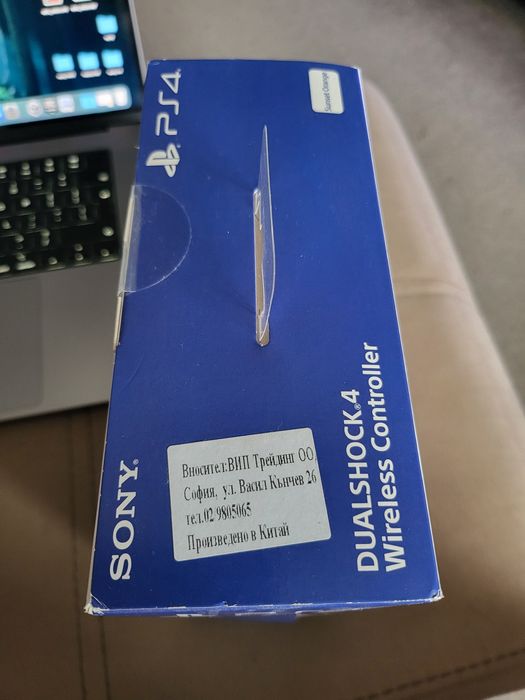 PS4
Sunset Orange
SONY®
DUALSHOCK®4
Wireless Controller
Вносител:ВИП Трейдинг ОО
София, ул. Васил Кънчев 26
тел.02 9805065
Произведено в Китай